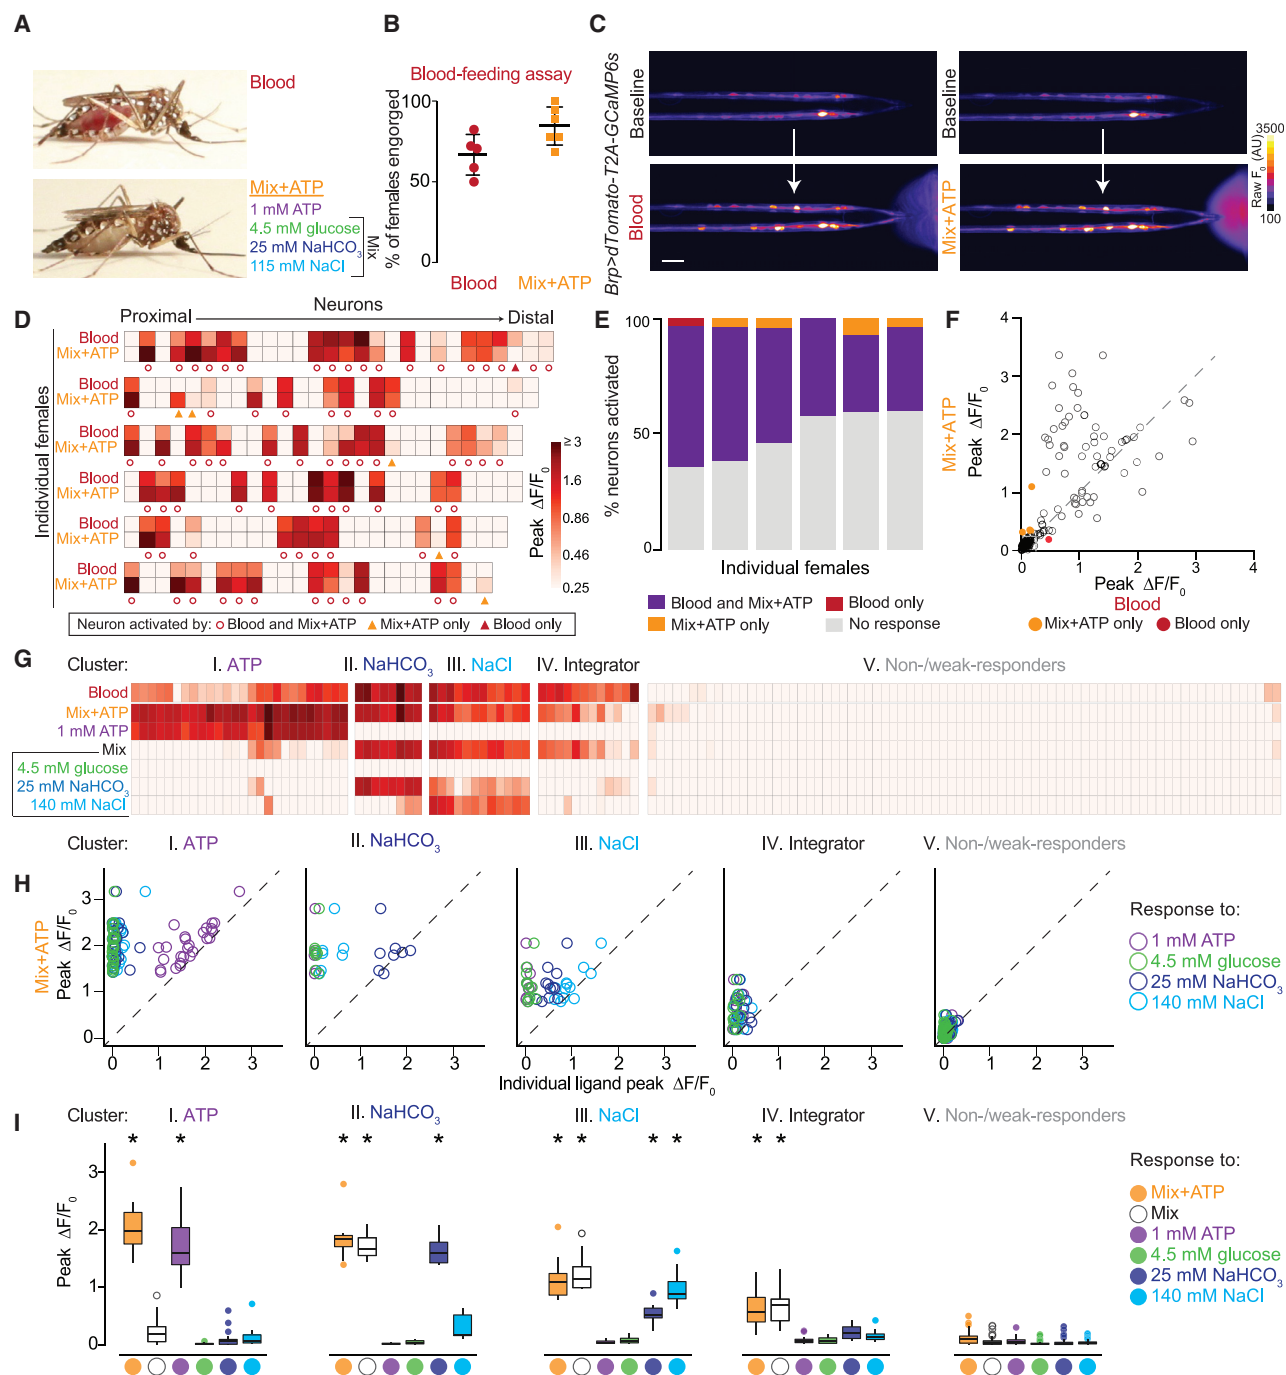 A
Blood
Mix+ATP
1 mM ATP
4.5 mM glucose
25 mM NaHCO3
115 mM NaCl
Mix
B
Blood-feeding assay
% of females engorged
100
50
0
Blood
Mix+ATP
C
Brp>dTomato-T2A-GCaMP6s
Baseline
Baseline
Blood
Mix+ATP
3500
Raw F0 (AU)
100
D
Neurons
Proximal
Distal
Indidvidual females
Blood
Mix+ATP
Blood
Mix+ATP
Blood
Mix+ATP
Blood
Mix+ATP
Blood
Mix+ATP
Blood
Mix+ATP
Peak ΔF/F0
≥ 3
1.6
0.86
0.46
0.25
Neuron activated by: Blood and Mix+ATP Mix+ATP only Blood only
E
% neurons activated
100
50
0
Individual females
Blood and Mix+ATP
Blood only
Mix+ATP only
No response
F
Mix+ATP
Peak ΔF/F0
4
3
2
1
0
0 1 2 3 4
Peak ΔF/F0
Blood
Mix+ATP only
Blood only
G
Cluster: I. ATP II. NaHCO3 III. NaCl IV. Integrator V. Non-/weak-responders
Blood
Mix+ATP
1 mM ATP
Mix
4.5 mM glucose
25 mM NaHCO3
140 mM NaCl
H
Cluster: I. ATP II. NaHCO3 III. NaCl IV. Integrator V. Non-/weak-responders
Mix+ATP
Peak ΔF/F0
3
2
1
0
0 1 2 3
0 1 2 3
0 1 2 3
0 1 2 3
0 1 2 3
Individual ligand peak ΔF/F0
Response to:
1 mM ATP
4.5 mM glucose
25 mM NaHCO3
140 mM NaCl
I
Cluster: I. ATP II. NaHCO3 III. NaCl IV. Integrator V. Non-/weak-responders
* * * * * * * * * * *
Peak ΔF/F0
3
2
1
0
Response to:
Mix+ATP
Mix
1 mM ATP
4.5 mM glucose
25 mM NaHCO3
140 mM NaCl